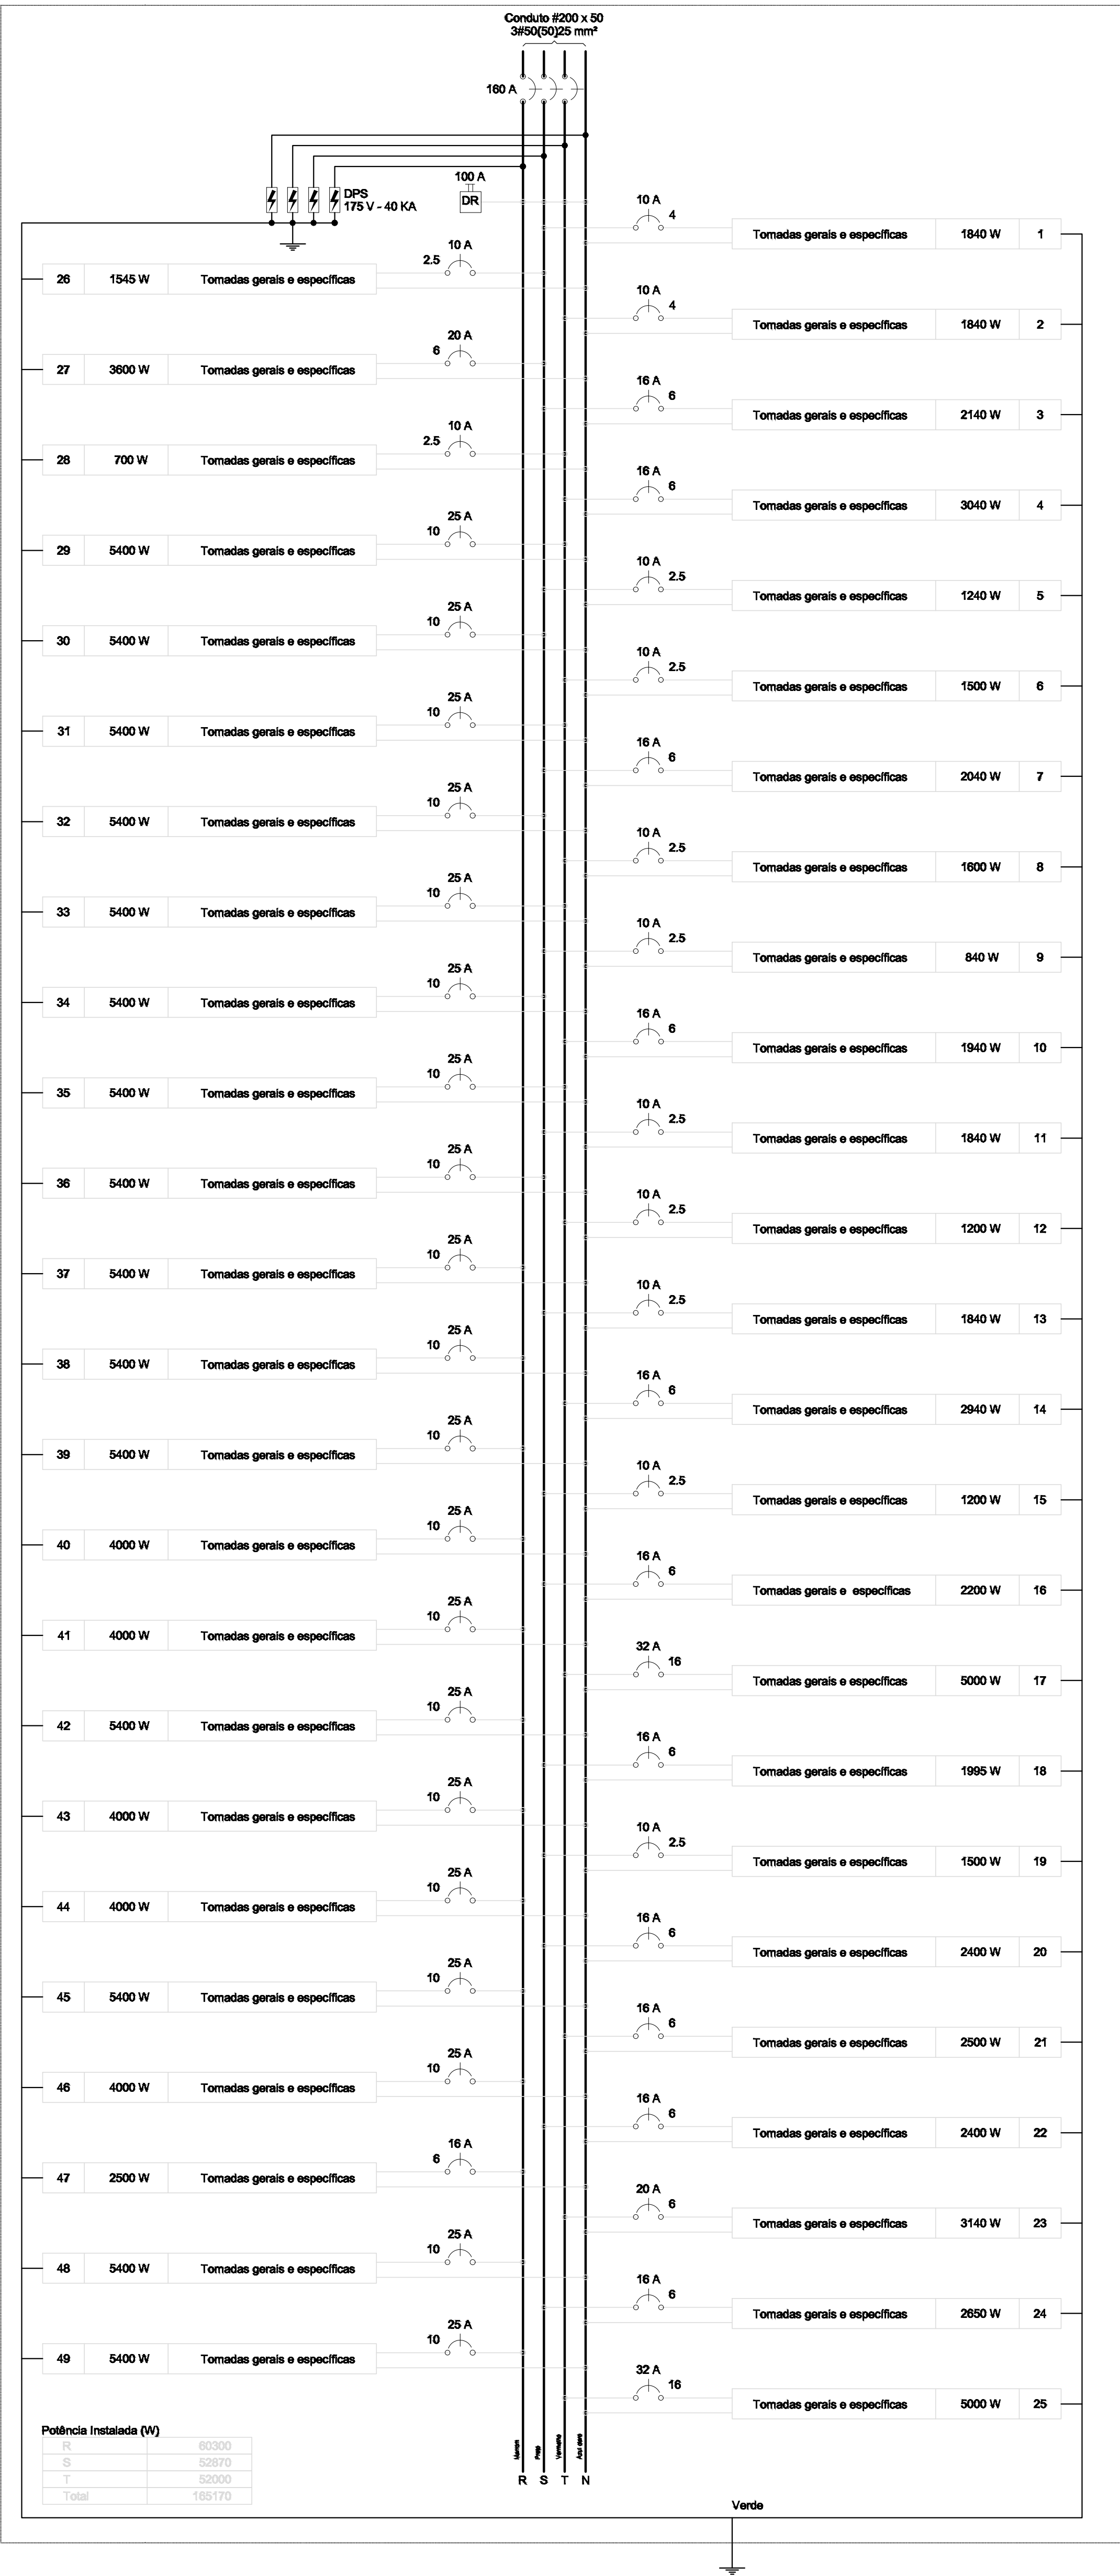 Conduto #200 x 50
3#50(50)25 mm²
160 A
DPS
175 V - 40 KA
100 A
DR
10 A
4
Tomadas gerais e específicas 1840 W 1
10 A
2.5
26 1545 W Tomadas gerais e específicas
10 A
4
Tomadas gerais e específicas 1840 W 2
20 A
6
27 3600 W Tomadas gerais e específicas
16 A
6
Tomadas gerais e específicas 2140 W 3
10 A
2.5
28 700 W Tomadas gerais e específicas
16 A
6
Tomadas gerais e específicas 3040 W 4
25 A
10
29 5400 W Tomadas gerais e específicas
10 A
2.5
Tomadas gerais e específicas 1240 W 5
25 A
10
30 5400 W Tomadas gerais e específicas
10 A
2.5
Tomadas gerais e específicas 1500 W 6
25 A
10
31 5400 W Tomadas gerais e específicas
16 A
6
Tomadas gerais e específicas 2040 W 7
25 A
10
32 5400 W Tomadas gerais e específicas
10 A
2.5
Tomadas gerais e específicas 1600 W 8
25 A
10
33 5400 W Tomadas gerais e específicas
10 A
2.5
Tomadas gerais e específicas 840 W 9
25 A
10
34 5400 W Tomadas gerais e específicas
16 A
6
Tomadas gerais e específicas 1940 W 10
25 A
10
35 5400 W Tomadas gerais e específicas
10 A
2.5
Tomadas gerais e específicas 1840 W 11
25 A
10
36 5400 W Tomadas gerais e específicas
10 A
2.5
Tomadas gerais e específicas 1200 W 12
25 A
10
37 5400 W Tomadas gerais e específicas
10 A
2.5
Tomadas gerais e específicas 1840 W 13
25 A
10
38 5400 W Tomadas gerais e específicas
16 A
6
Tomadas gerais e específicas 2940 W 14
25 A
10
39 5400 W Tomadas gerais e específicas
10 A
2.5
Tomadas gerais e específicas 1200 W 15
25 A
10
40 4000 W Tomadas gerais e específicas
16 A
6
Tomadas gerais e específicas 2200 W 16
25 A
10
41 4000 W Tomadas gerais e específicas
32 A
16
Tomadas gerais e específicas 5000 W 17
25 A
10
42 5400 W Tomadas gerais e específicas
16 A
6
Tomadas gerais e específicas 1995 W 18
25 A
10
43 4000 W Tomadas gerais e específicas
10 A
2.5
Tomadas gerais e específicas 1500 W 19
25 A
10
44 4000 W Tomadas gerais e específicas
16 A
6
Tomadas gerais e específicas 2400 W 20
25 A
10
45 5400 W Tomadas gerais e específicas
16 A
6
Tomadas gerais e específicas 2500 W 21
25 A
10
46 4000 W Tomadas gerais e específicas
16 A
6
Tomadas gerais e específicas 2400 W 22
16 A
6
47 2500 W Tomadas gerais e específicas
20 A
6
Tomadas gerais e específicas 3140 W 23
25 A
10
48 5400 W Tomadas gerais e específicas
16 A
6
Tomadas gerais e específicas 2650 W 24
25 A
10
49 5400 W Tomadas gerais e específicas
32 A
16
Tomadas gerais e específicas 5000 W 25
Potência Instalada (W)
R 60300
S 52870
T 52000
Total 165170
Marrom
Preto
Vermelho
Azul claro
R S T N
Verde